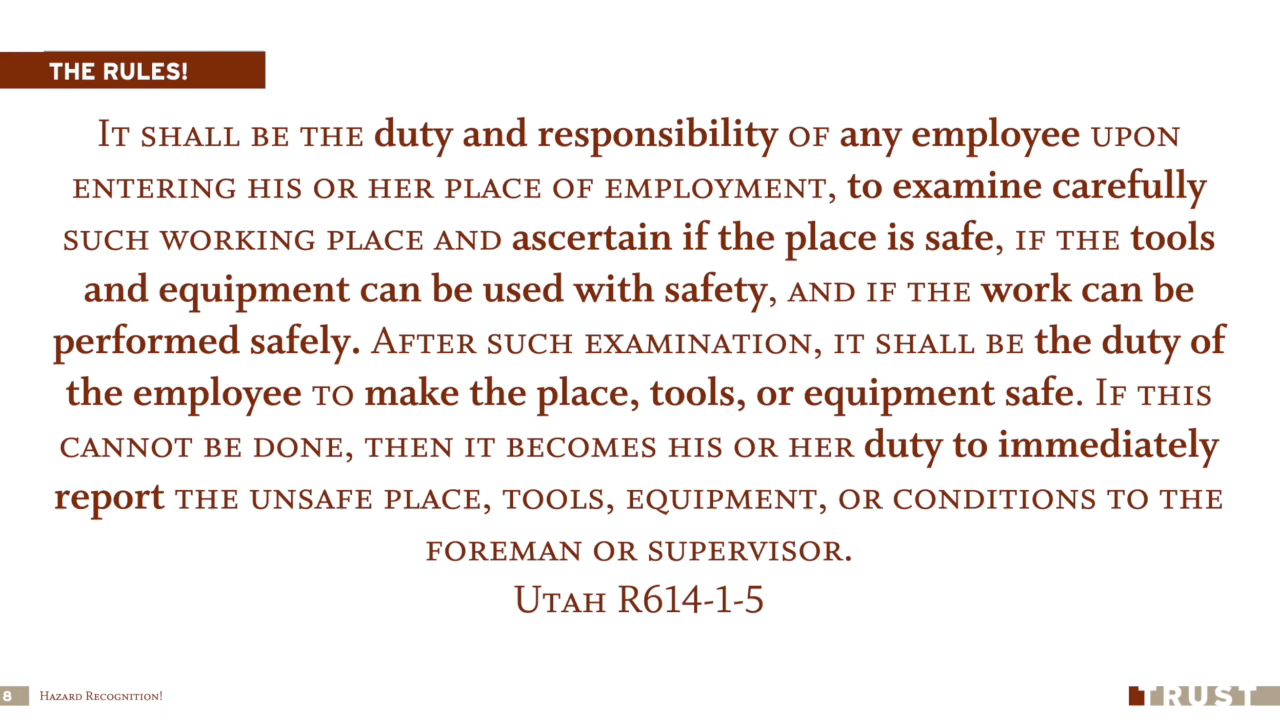 THE RULES!
It shall be the duty and responsibility of any employee upon
entering his or her place of employment, to examine carefully
such working place and ascertain if the place is safe, if the tools
and equipment can be used with safety, and if the work can be
performed safely. After such examination, it shall be the duty of
the employee to make the place, tools, or equipment safe. If this
cannot be done, then it becomes his or her duty to immediately
report the unsafe place, tools, equipment, or conditions to the
foreman or supervisor.
Utah R614-1-5
8 Hazard Recognition!
TRUST